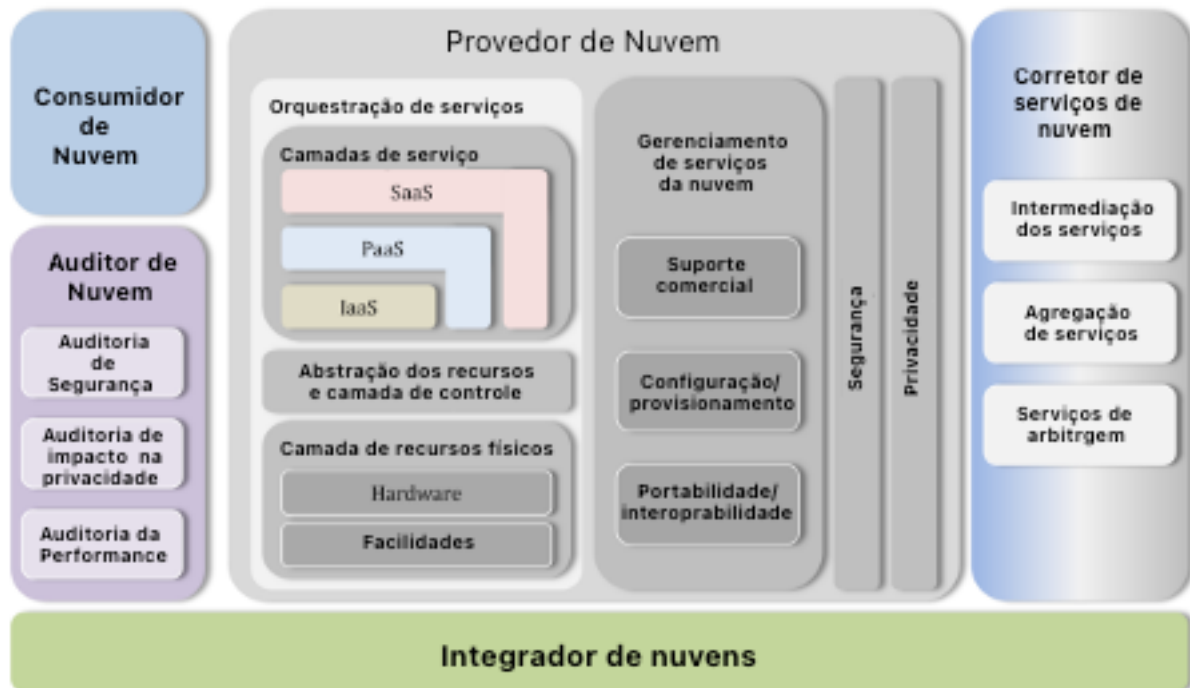 Consumidor
de
Nuvem
Auditor de
Nuvem
Auditoria
de
Segurança
Auditoria de
impacto na
privacidade
Auditoria da
Performance
Provedor de Nuvem
Orquestração de serviços
Camadas de serviço
SaaS
PaaS
IaaS
Abstração dos recursos
e camada de controle
Camada de recursos físicos
Hardware
Facilidades
Gerenciamento
de serviços
da nuvem
Suporte
comercial
Configuração/
provisionamento
Portabilidade/
interoprabilidade
Segurança
Privacidade
Corretor de
serviços de
nuvem
Intermediação
dos serviços
Agregação
de serviços
Serviços de
arbitrgem
Integrador de nuvens